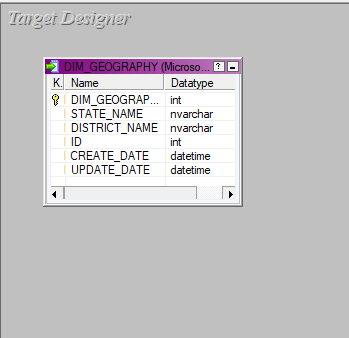 Target Designer
DIM_GEOGRAPHY (Microso...
K. Name Datatype
DIM_GEOGRAP... int
STATE_NAME nvarchar
DISTRICT_NAME nvarchar
ID int
CREATE_DATE datetime
UPDATE_DATE datetime